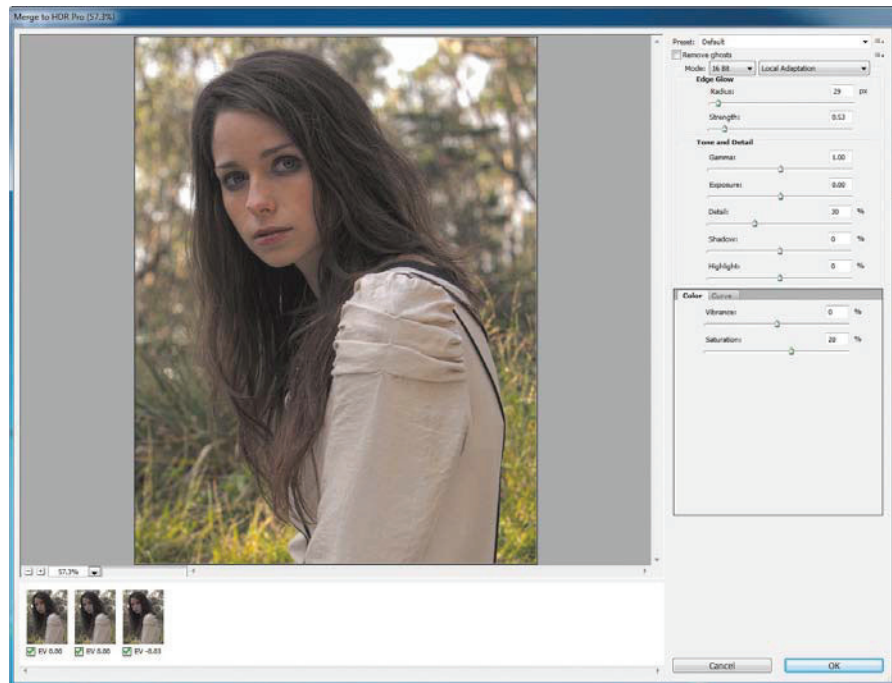 Merge to HDR Pro (57.3%)
Preset: Default
Remove ghosts
Mode: 16 Bit Local Adaptation
Edge Glow
Radius: 29 px
Strength: 0.53
Tone and Detail
Gamma: 1.00
Exposure: 0.00
Detail: 30 %
Shadow: 0 %
Highlight: 0 %
Color Curve
Vibrance: 0 %
Saturation: 20 %
57.3%
EV 0.00 EV 0.00 EV -0.03
Cancel OK